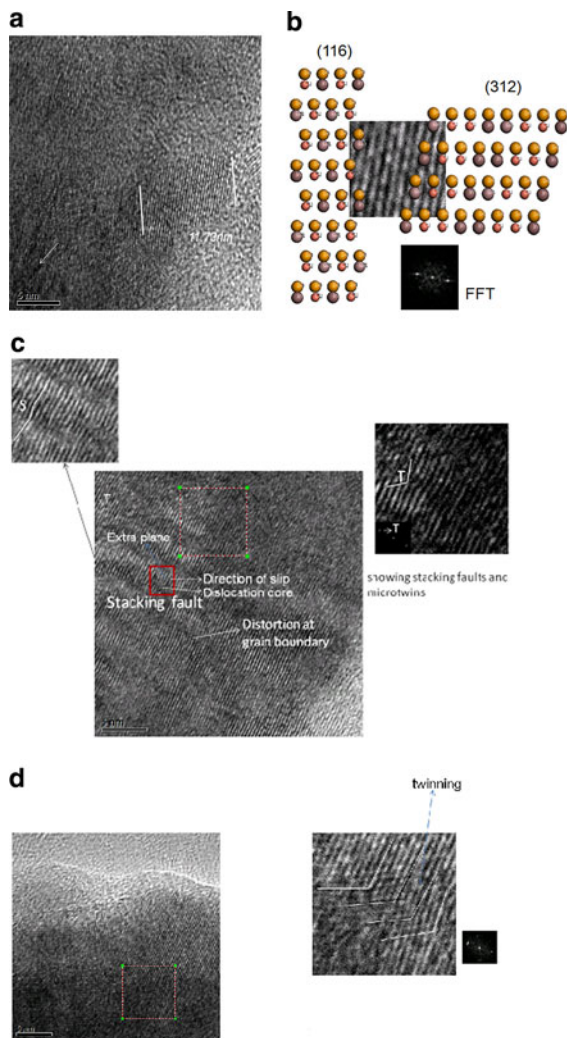 a
b
(116)
(312)
11.73nm
5 nm
FFT
c
S
T
T
T
Extra plane
Direction of slip
Dislocation core
Stacking fault
Distortion at
grain boundary
showing stacking faults and
microtwins
d
twinning